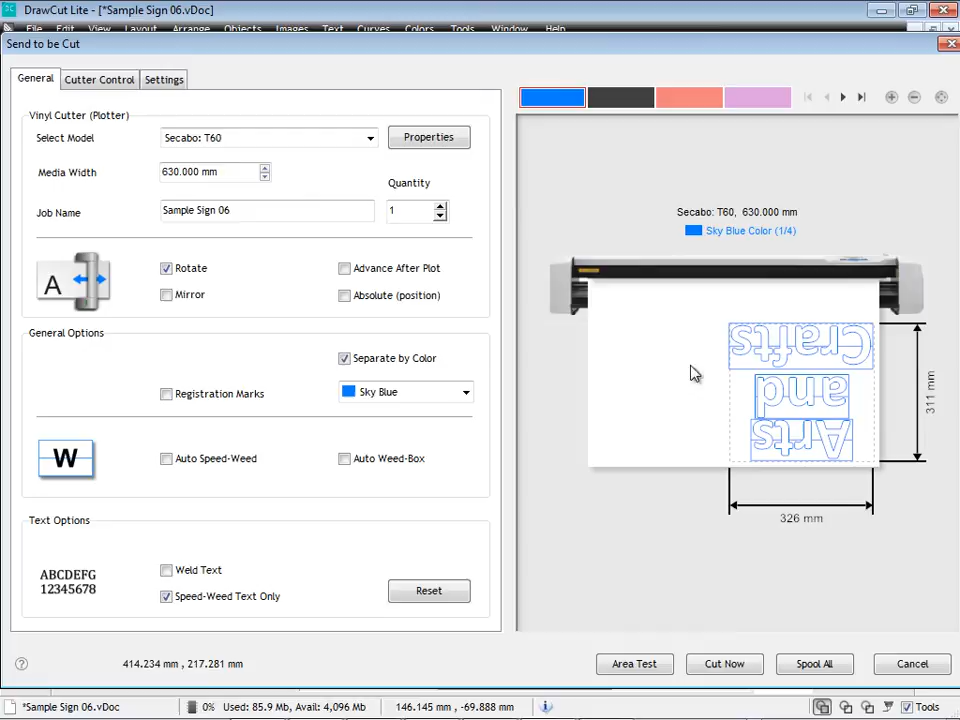 DrawCut Lite - [*Sample Sign 06.vDoc]
File Edit View Layout Arrange Objects Images Text Curves Colors Tools Window Help
Send to be Cut
General Cutter Control Settings
Vinyl Cutter (Plotter)
Select Model Secabo: T60 Properties
Media Width 630.000 mm
Quantity
Job Name Sample Sign 06 1
A Rotate Advance After Plot
Mirror Absolute (position)
General Options
Separate by Color
Registration Marks Sky Blue
W Auto Speed-Weed Auto Weed-Box
Text Options
Weld Text
ABCDEFG
12345678
Speed-Weed Text Only Reset
Secabo: T60, 630.000 mm
Sky Blue Color (1/4)
Crafts
and
Arts
311 mm
326 mm
414.234 mm , 217.281 mm
Area Test Cut Now Spool All Cancel
*Sample Sign 06.vDoc 0% Used: 85.9 Mb, Avail: 4,096 Mb 146.145 mm , -69.888 mm Tools